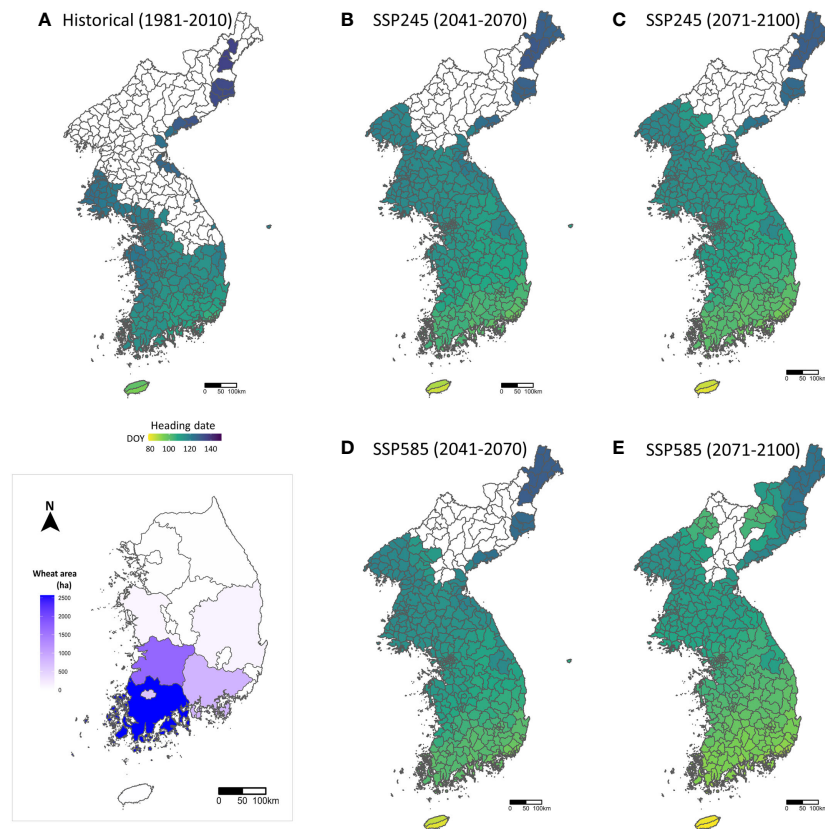 A Historical (1981-2010)
B SSP245 (2041-2070)
C SSP245 (2071-2100)
0 50 100km
0 50 100km
0 50 100km
Heading date
DOY
80 100 120 140
D SSP585 (2041-2070)
E SSP585 (2071-2100)
N
Wheat area
(ha)
2500
2000
1500
1000
500
0
0 50 100km
0 50 100km
0 50 100km